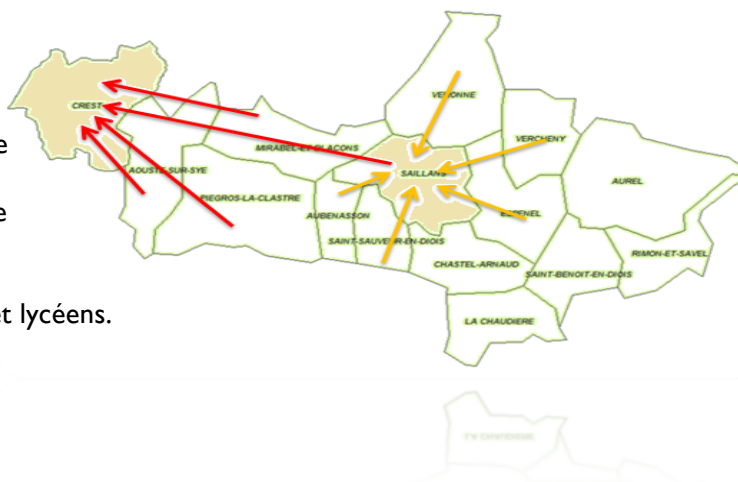 VERONNE
CREST
e
VERCHENY
MIRABEL-ET-BLACONS
AOUSTE-SUR-SYE
SAILLANS
AUREL
PIEGROS-LA-CLASTRE
e
AUBENASSON
ESPENEL
SAINT-SAUVEUR-EN-DIOIS
RIMON-ET-SAVEL
CHASTEL-ARNAUD
SAINT-BENOIT-EN-DIOIS
et lycéens.
LA CHAUDIERE